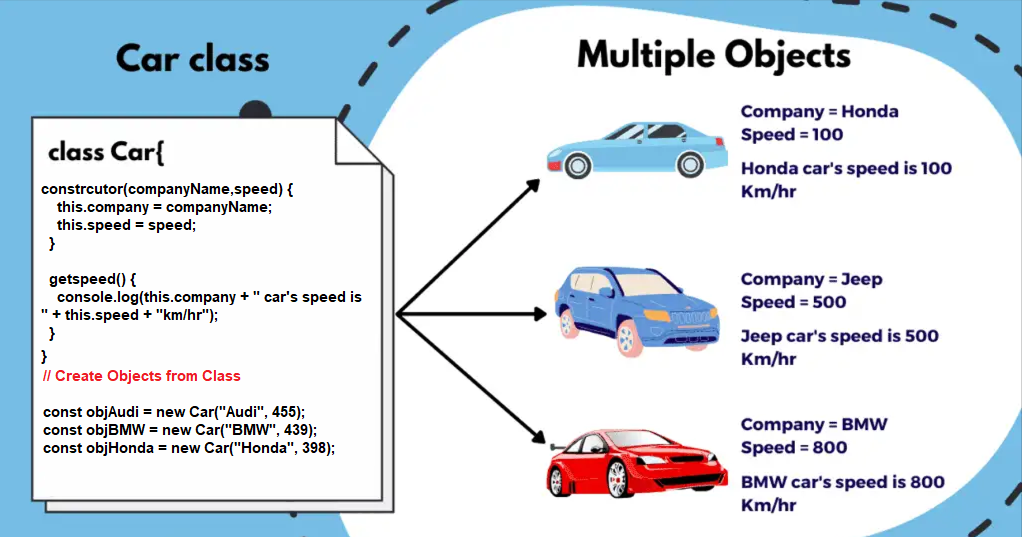 Car class
class Car{
constrcutor(companyName,speed) {
this.company = companyName;
this.speed = speed;
}
getspeed() {
console.log(this.company + " car's speed is
" + this.speed + "km/hr");
}
}
// Create Objects from Class
const objAudi = new Car("Audi", 455);
const objBMW = new Car("BMW", 439);
const objHonda = new Car("Honda", 398);
Multiple Objects
Company = Honda
Speed = 100
Honda car's speed is 100
Km/hr
Company = Jeep
Speed = 500
Jeep car's speed is 500
Km/hr
Company = BMW
Speed = 800
BMW car's speed is 800
Km/hr